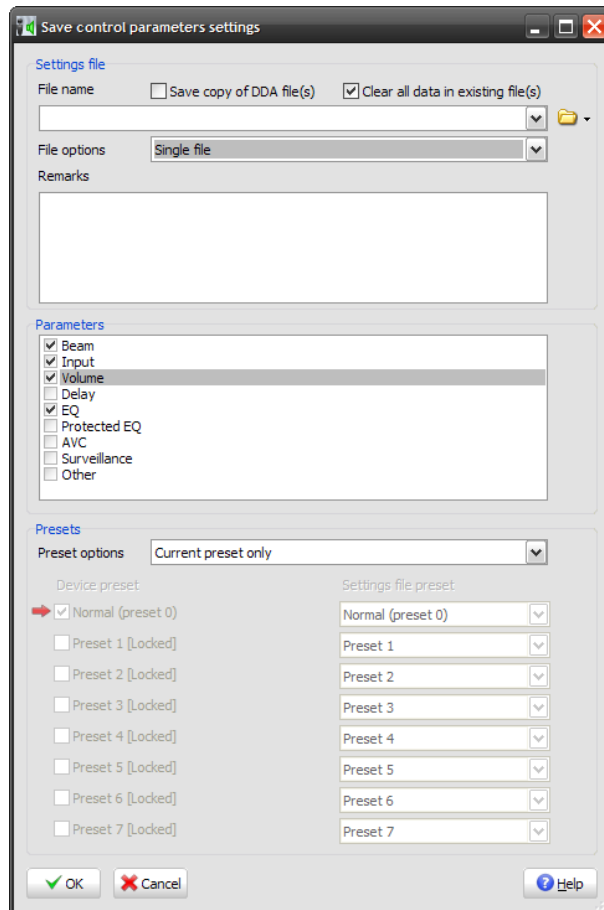 Save control parameters settings
Settings file
File name Save copy of DDA file(s) Clear all data in existing file(s)
File options Single file
Remarks
Parameters
Beam
Input
Volume
Delay
EQ
Protected EQ
AVC
Surveillance
Other
Presets
Preset options Current preset only
Device preset Settings file preset
Normal (preset 0) Normal (preset 0)
Preset 1 [Locked] Preset 1
Preset 2 [Locked] Preset 2
Preset 3 [Locked] Preset 3
Preset 4 [Locked] Preset 4
Preset 5 [Locked] Preset 5
Preset 6 [Locked] Preset 6
Preset 7 [Locked] Preset 7
OK Cancel Help